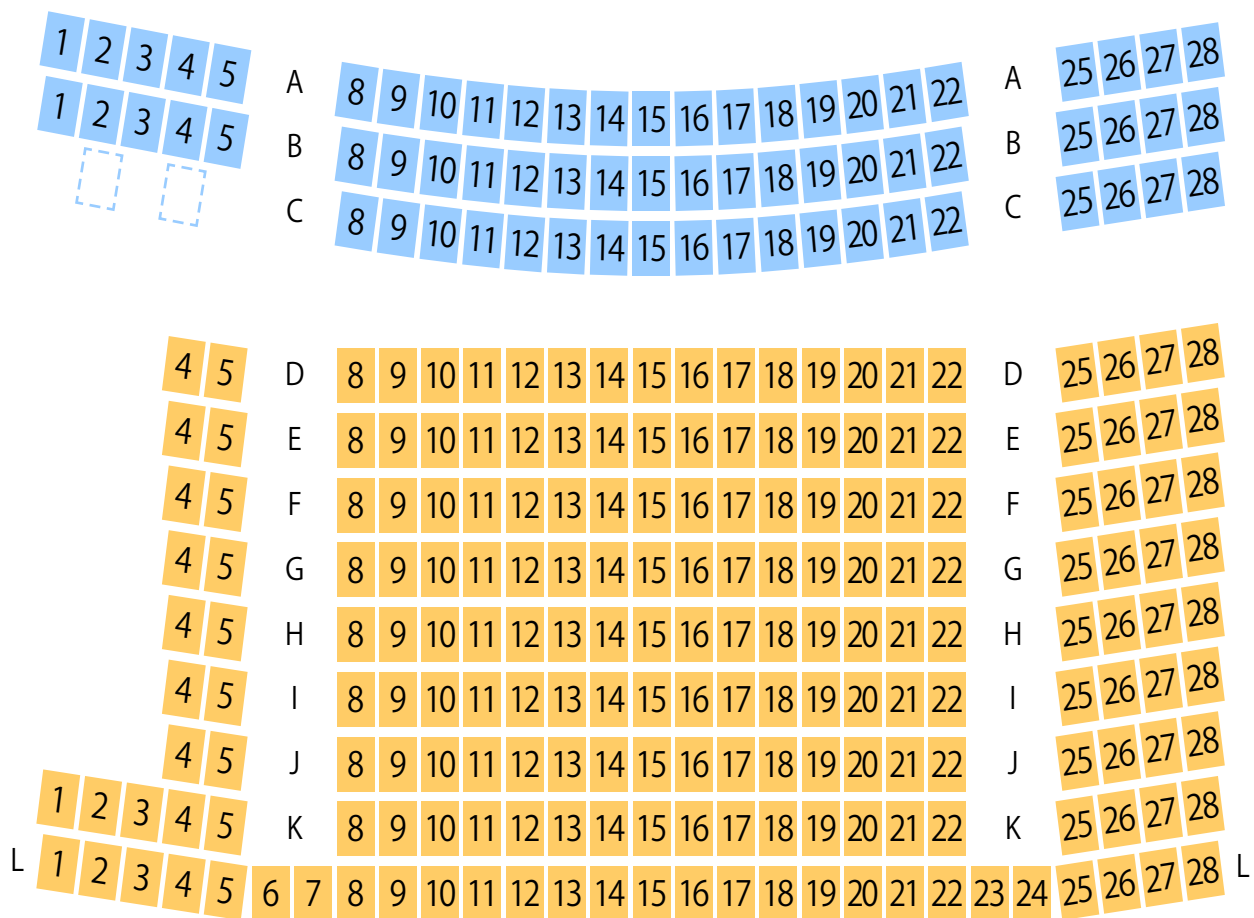 1 2 3 4 5 A 8 9 10 11 12 13 14 15 16 17 18 19 20 21 22 A 25 26 27 28
1 2 3 4 5 B 8 9 10 11 12 13 14 15 16 17 18 19 20 21 22 B 25 26 27 28
C 8 9 10 11 12 13 14 15 16 17 18 19 20 21 22 C 25 26 27 28
4 5 D 8 9 10 11 12 13 14 15 16 17 18 19 20 21 22 D 25 26 27 28
4 5 E 8 9 10 11 12 13 14 15 16 17 18 19 20 21 22 E 25 26 27 28
4 5 F 8 9 10 11 12 13 14 15 16 17 18 19 20 21 22 F 25 26 27 28
4 5 G 8 9 10 11 12 13 14 15 16 17 18 19 20 21 22 G 25 26 27 28
4 5 H 8 9 10 11 12 13 14 15 16 17 18 19 20 21 22 H 25 26 27 28
4 5 I 8 9 10 11 12 13 14 15 16 17 18 19 20 21 22 I 25 26 27 28
4 5 J 8 9 10 11 12 13 14 15 16 17 18 19 20 21 22 J 25 26 27 28
1 2 3 4 5 K 8 9 10 11 12 13 14 15 16 17 18 19 20 21 22 K 25 26 27 28
L 1 2 3 4 5 6 7 8 9 10 11 12 13 14 15 16 17 18 19 20 21 22 23 24 25 26 27 28 L